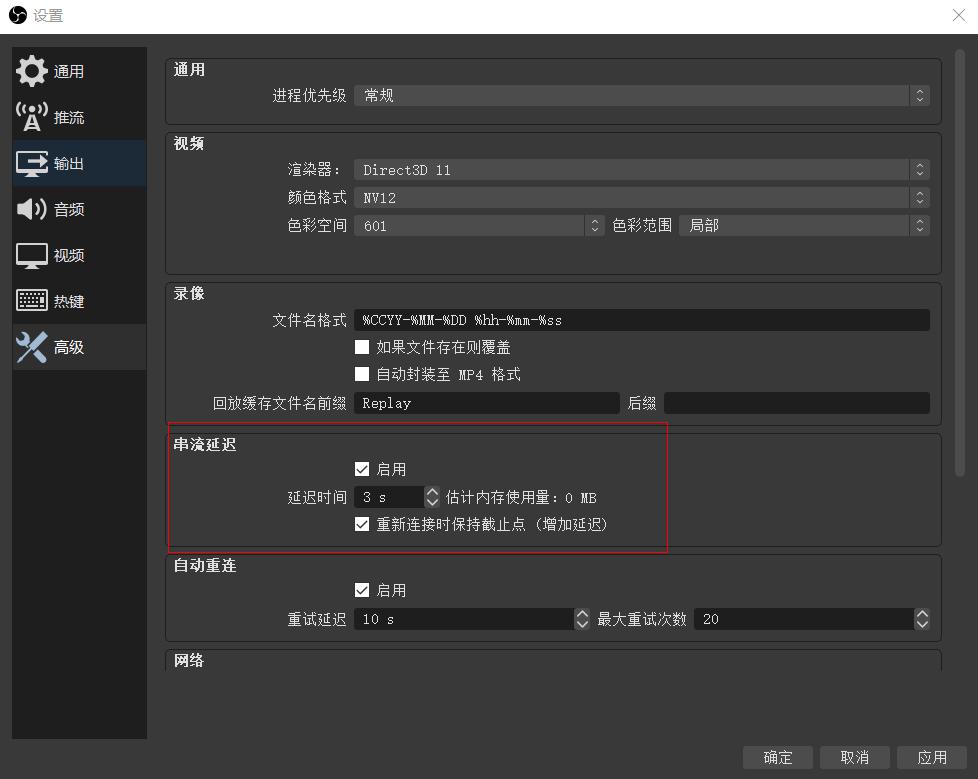 设置
通用
推流
输出
音频
视频
热键
高级
通用
进程优先级 常规
视频
渲染器： Direct3D 11
颜色格式 NV12
色彩空间 601 色彩范围 局部
录像
文件名格式 %CCYY-%MM-%DD %hh-%mm-%ss
如果文件存在则覆盖
自动封装至 MP4 格式
回放缓存文件名前缀 Replay 后缀
串流延迟
启用
延迟时间 3 s 估计内存使用量：0 MB
重新连接时保持截止点 (增加延迟)
自动重连
启用
重试延迟 10 s 最大重试次数 20
网络
确定 取消 应用